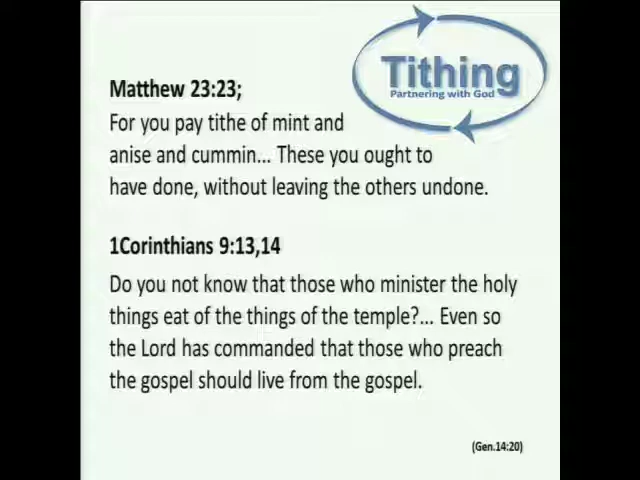 Tithing
Partnering with God
Matthew 23:23;
For you pay tithe of mint and
anise and cummin... These you ought to
have done, without leaving the others undone.
1Corinthians 9:13,14
Do you not know that those who minister the holy
things eat of the things of the temple?... Even so
the Lord has commanded that those who preach
the gospel should live from the gospel.
(Gen.14:20)